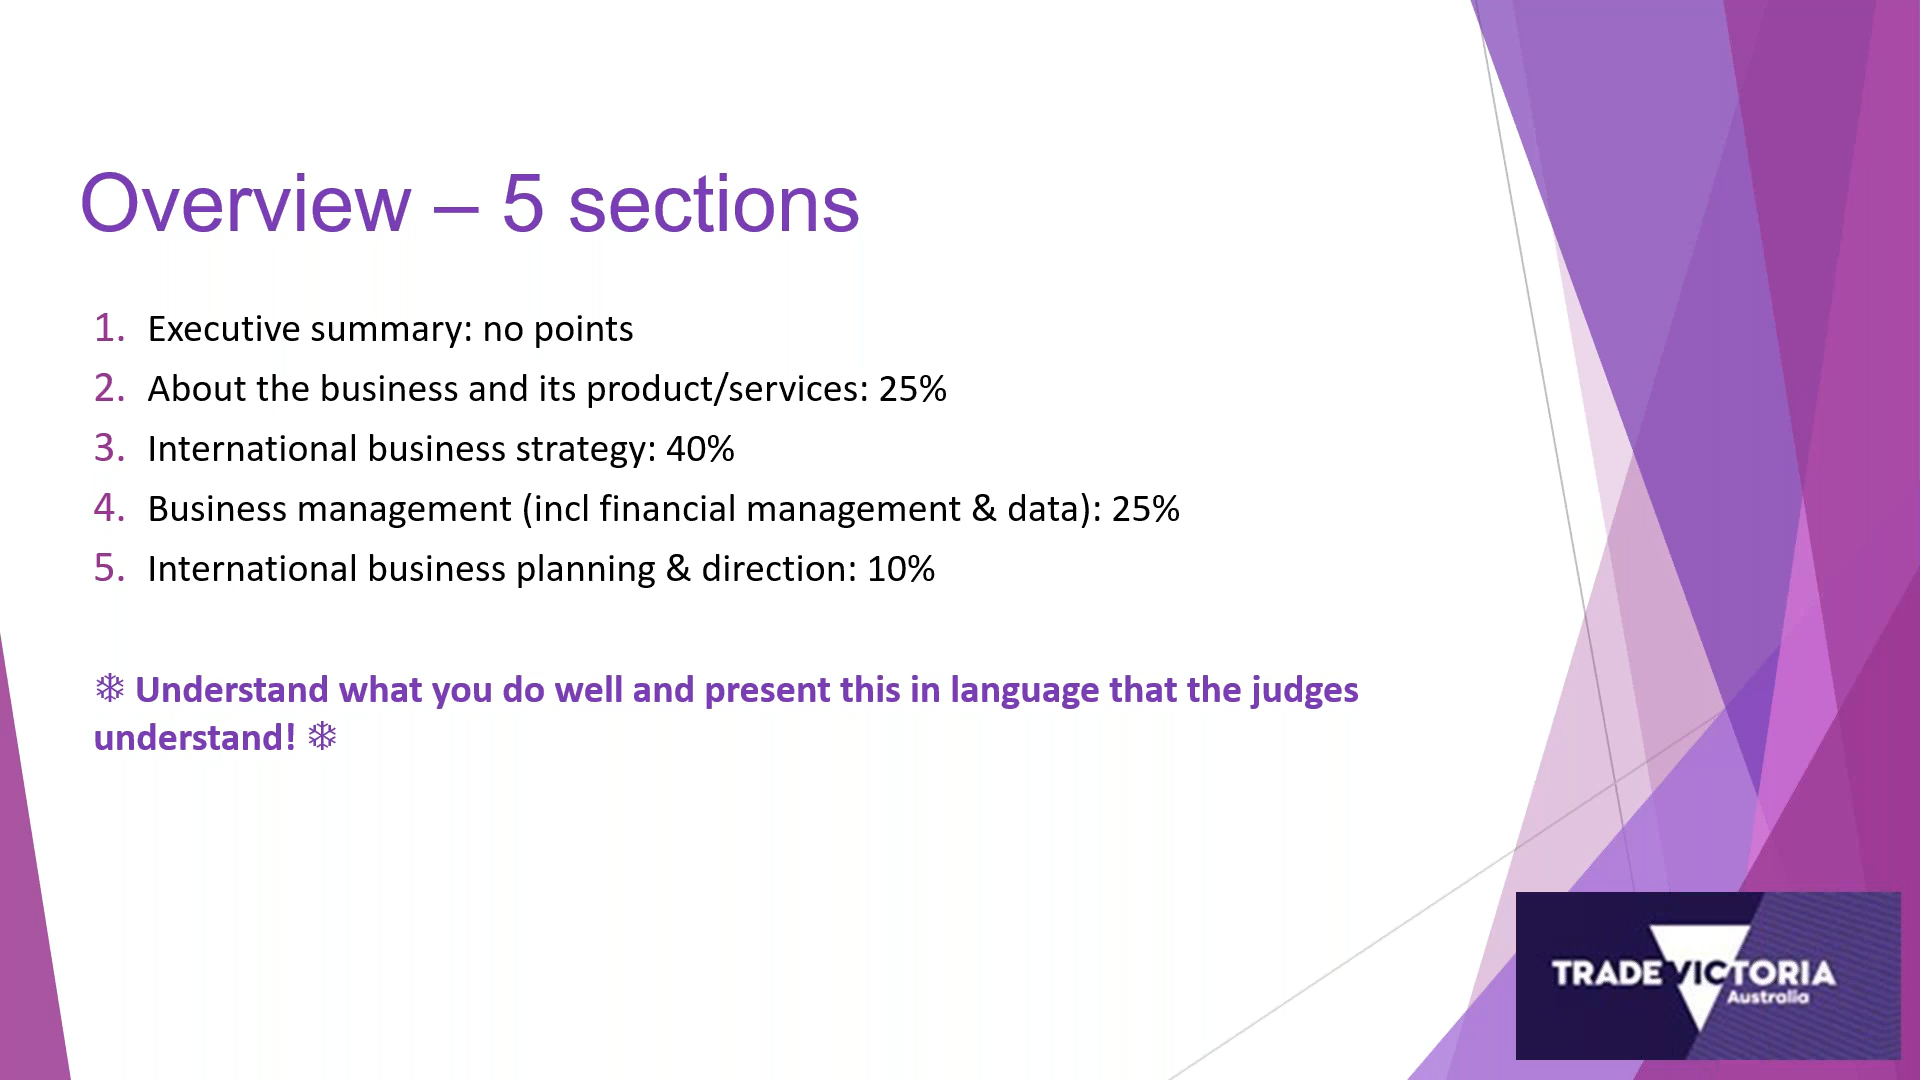 Overview – 5 sections
1. Executive summary: no points
2. About the business and its product/services: 25%
3. International business strategy: 40%
4. Business management (incl financial management & data): 25%
5. International business planning & direction: 10%
❄ Understand what you do well and present this in language that the judges
understand! ❄
TRADE VICTORIA
Australia